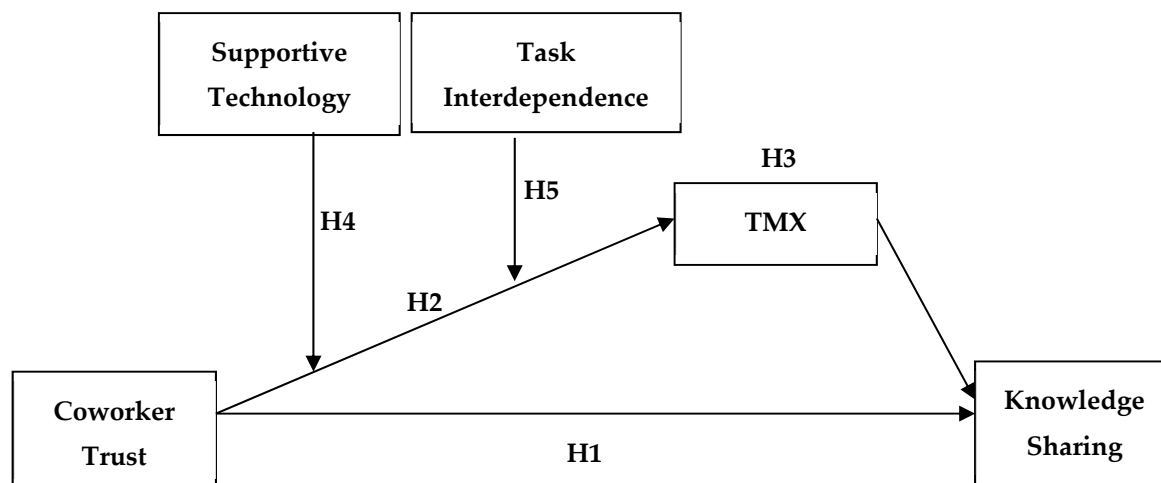 Supportive
Technology
Task
Interdependence
H3
H5
TMX
H4
H2
Coworker
Trust
Knowledge
Sharing
H1